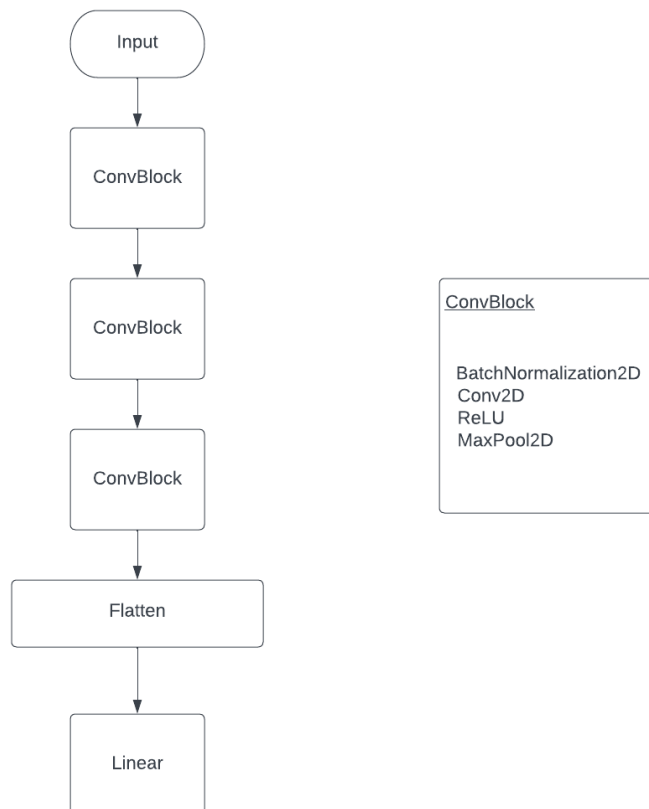 Input
ConvBlock
ConvBlock
ConvBlock
Flatten
Linear
ConvBlock
BatchNormalization2D
Conv2D
ReLU
MaxPool2D